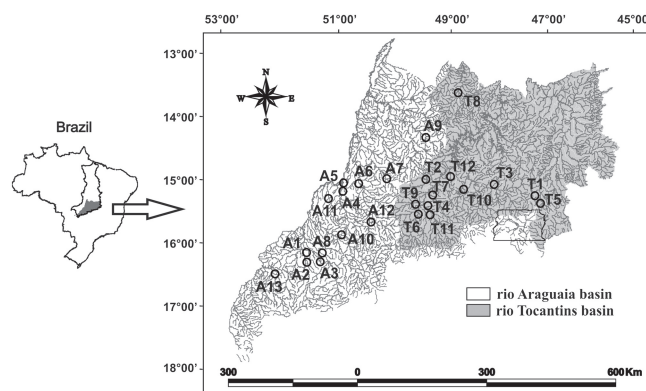 53°00' 51°00' 49°00' 47°00' 45°00'
13°00'
14°00'
15°00'
16°00'
17°00'
18°00'
N
W E
S
Brazil
T8
A9
A5 A6 A7 T2 T12 T3
T9 T7 T10 T1
A11 A4 T4 T5
A12 T6 T11
A1 A8 A10
A2 A3
A13
rio Araguaia basin
rio Tocantins basin
300 0 300 600 Km